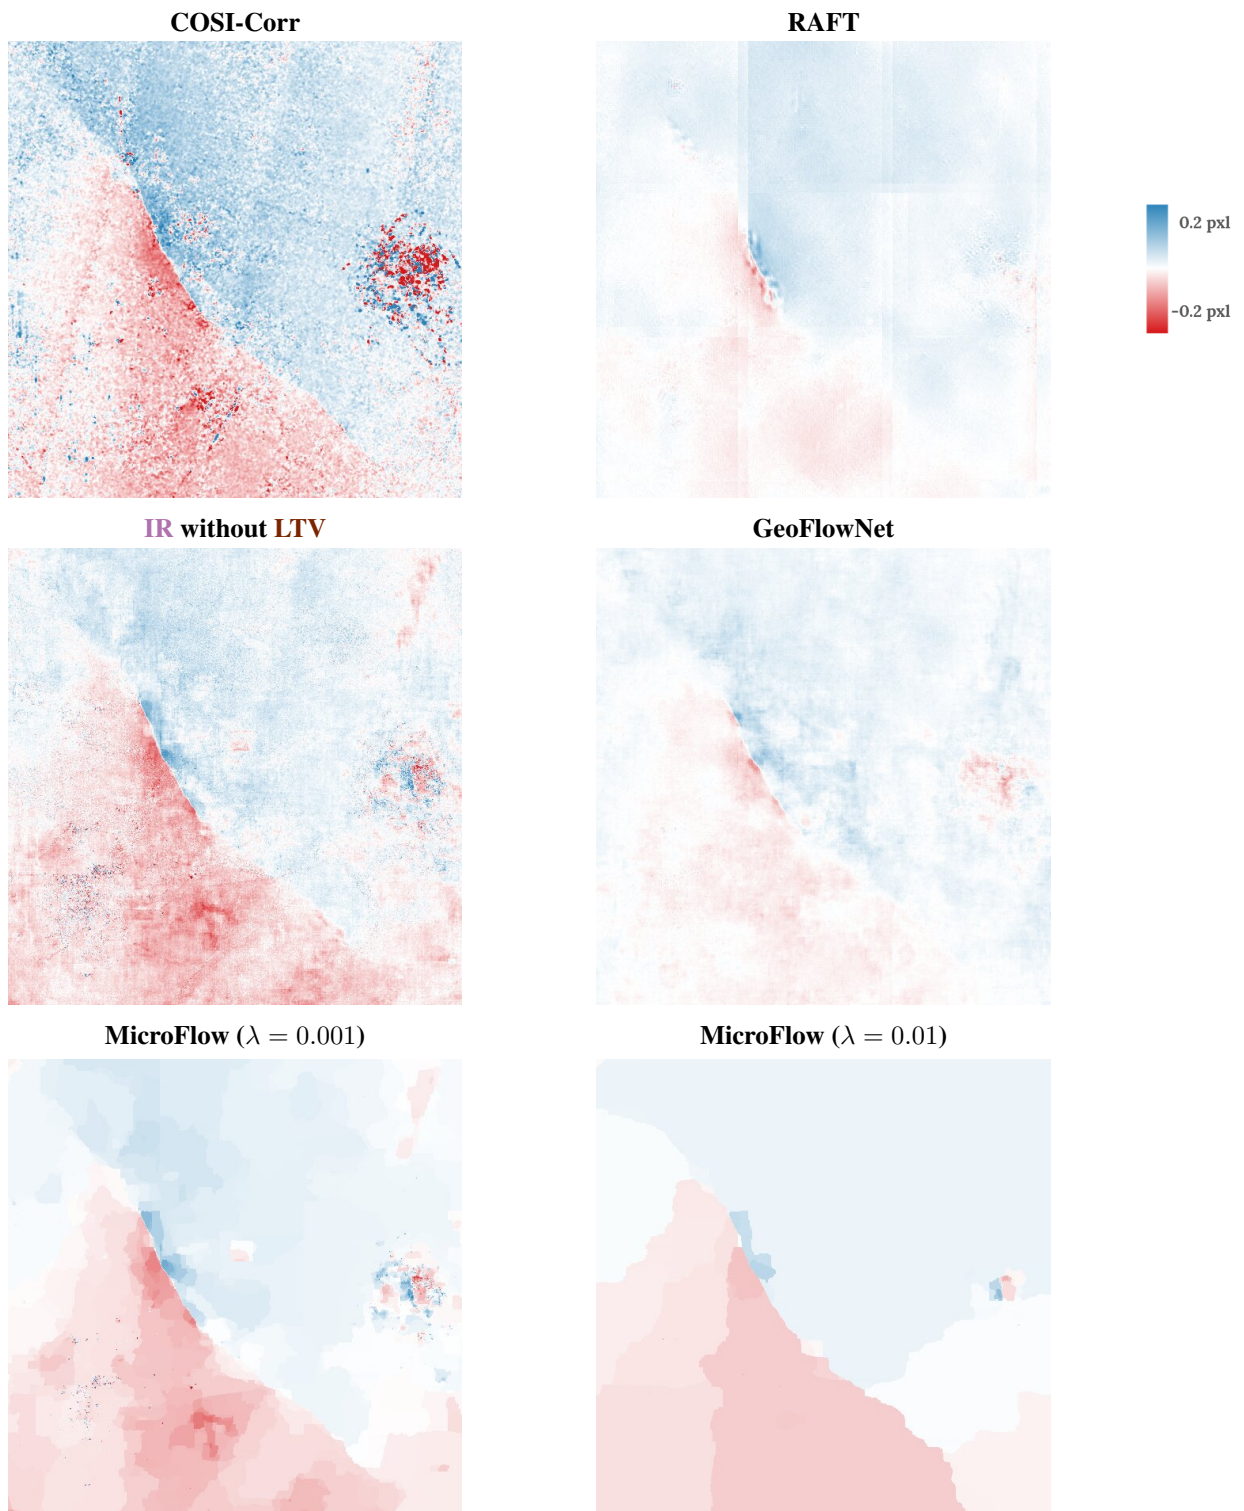 COSI-Corr
RAFT
0.2 pxl
-0.2 pxl
IR without LTV
GeoFlowNet
MicroFlow (λ = 0.001)
MicroFlow (λ = 0.01)